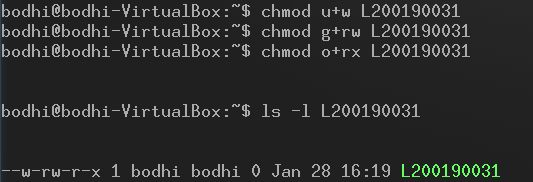 bodhi@bodhi-VirtualBox:~$ chmod u+w L200190031
bodhi@bodhi-VirtualBox:~$ chmod g+rw L200190031
bodhi@bodhi-VirtualBox:~$ chmod o+rx L200190031
bodhi@bodhi-VirtualBox:~$ ls -l L200190031
--w-rw-r-x 1 bodhi bodhi 0 Jan 28 16:19 L200190031